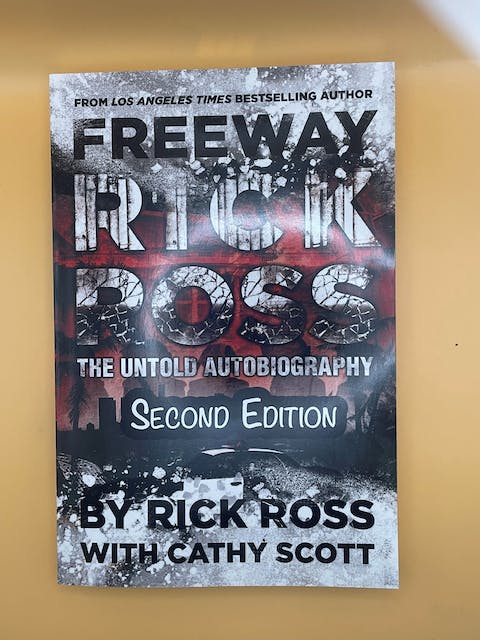 FROM LOS ANGELES TIMES BESTSELLING AUTHOR
FREEWAY
RICK
ROSS
THE UNTOLD AUTOBIOGRAPHY
SECOND EDITION
BY RICK ROSS
WITH CATHY SCOTT